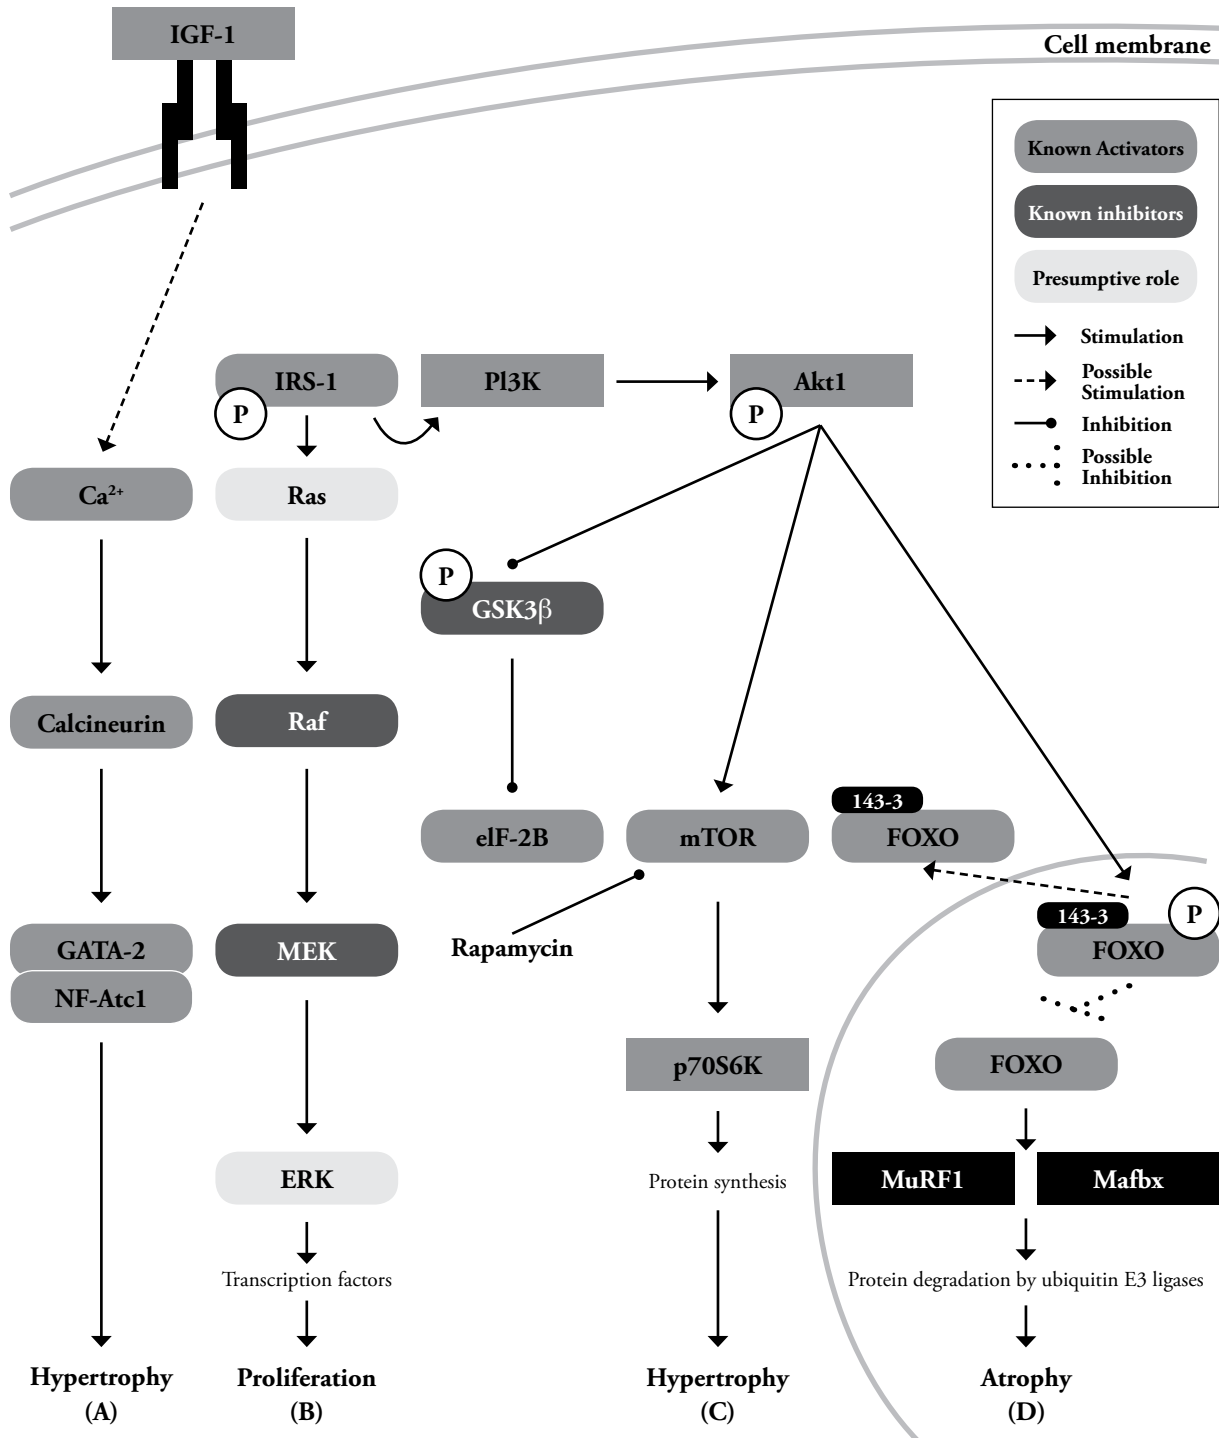 IGF-1
Cell membrane
Known Activators
Known inhibitors
Presumptive role
Stimulation
Possible
Stimulation
Inhibition
Possible
Inhibition
IRS-1
P
Pl3K
Akt1
P
Ca²⁺
Ras
P
GSK3β
Calcineurin
Raf
elF-2B
mTOR
143-3
FOXO
Rapamycin
143-3
P
FOXO
GATA-2
NF-Atc1
MEK
p70S6K
FOXO
ERK
Protein synthesis
MuRF1
Mafbx
Transcription factors
Protein degradation by ubiquitin E3 ligases
Hypertrophy
(A)
Proliferation
(B)
Hypertrophy
(C)
Atrophy
(D)